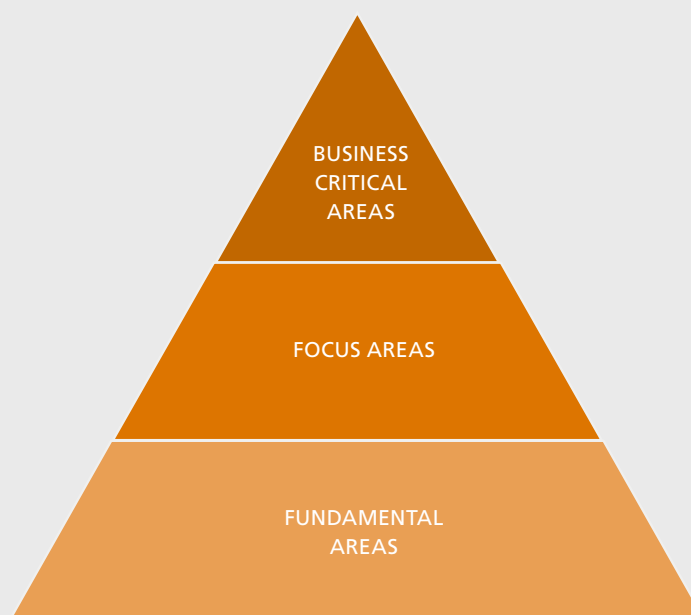 BUSINESS
CRITICAL
AREAS
FOCUS AREAS
FUNDAMENTAL
AREAS